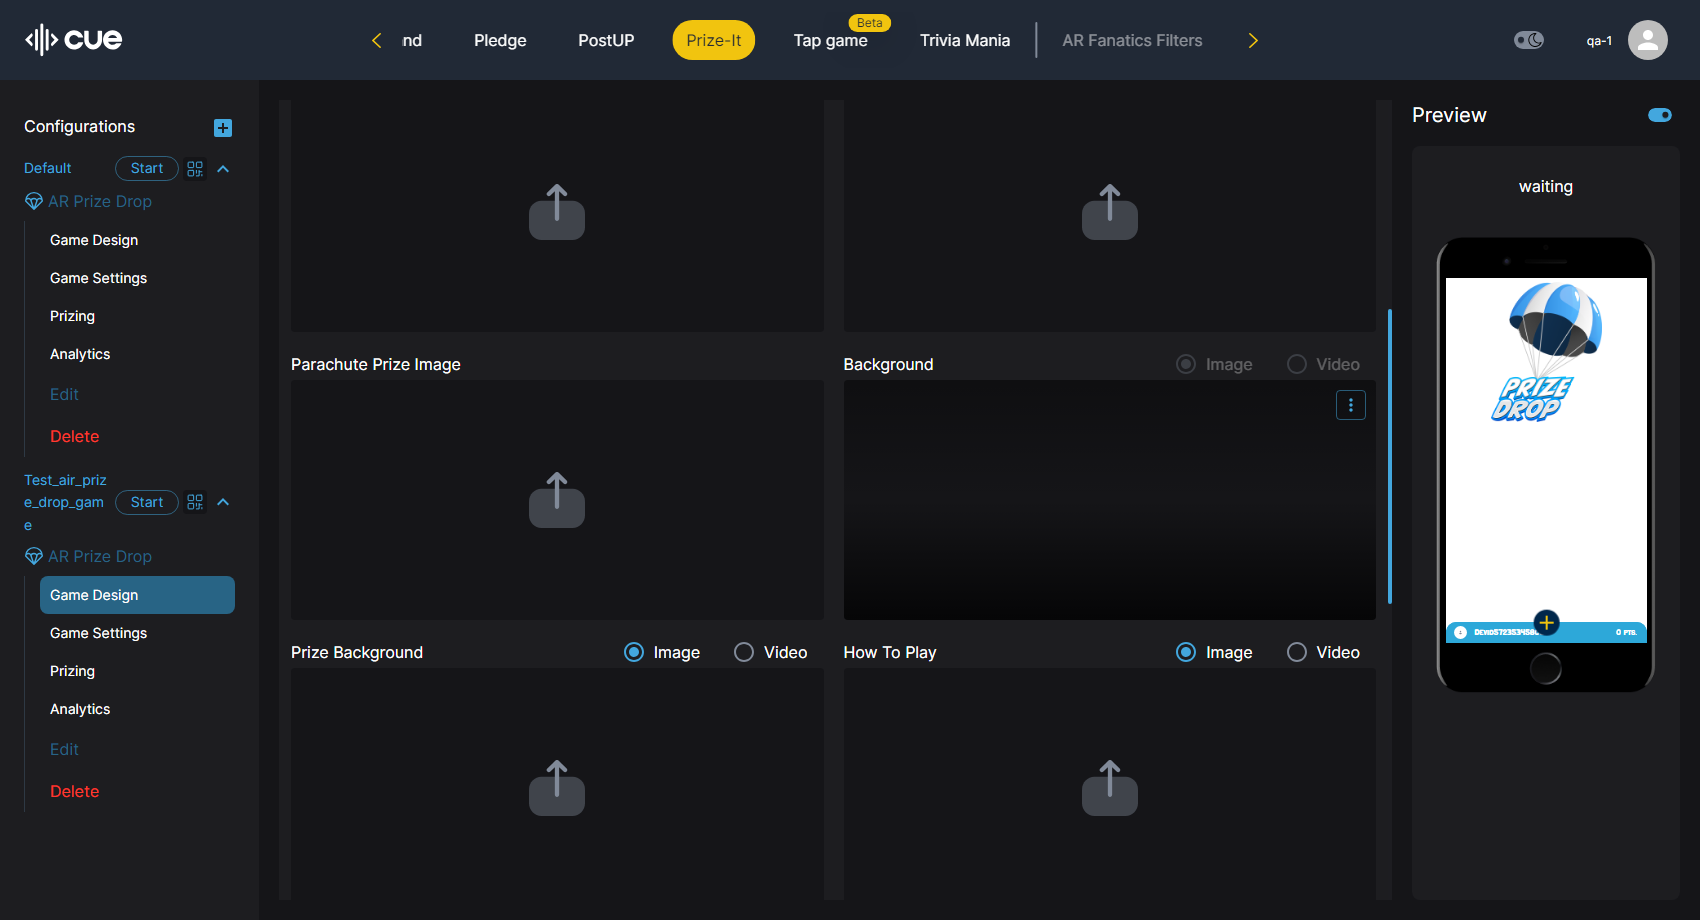 cue
nd
Pledge
PostUP
Prize-It
Beta
Tap game
Trivia Mania
AR Fanatics Filters
qa-1
Configurations
Default
Start
AR Prize Drop
Game Design
Game Settings
Prizing
Analytics
Edit
Delete
Test_air_priz
e_drop_gam
e
Start
AR Prize Drop
Game Design
Game Settings
Prizing
Analytics
Edit
Delete
Parachute Prize Image
Background
Image
Video
Prize Background
Image
Video
How To Play
Image
Video
Preview
waiting
PRIZE
DROP
0 PTS.